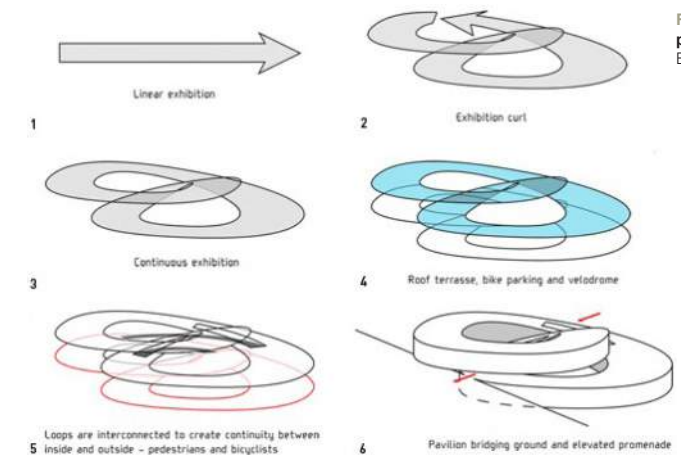 Linear exhibition
1
Exhibition curl
2
Continuous exhibition
3
Roof terrasse, bike parking and velodrome
4
Loops are interconnected to create continuity between
5 inside and outside - pedestrians and bicyclists
Pavilion bridging ground and elevated promenade
6